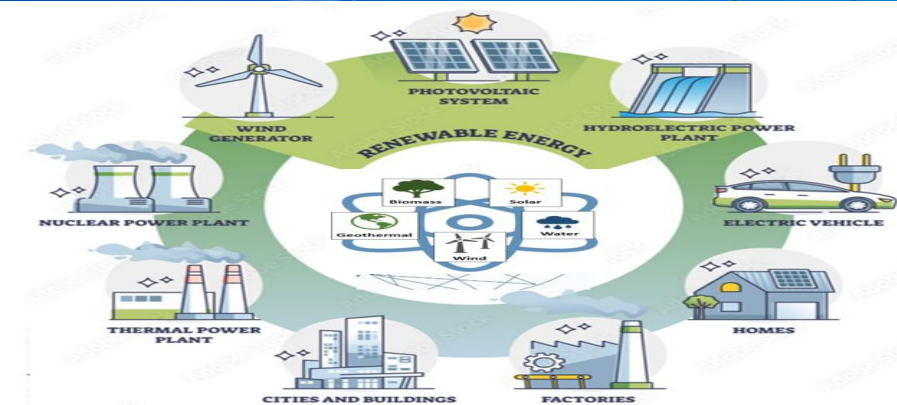 PHOTOVOLTAIC
SYSTEM
WIND
GENERATOR
HYDROELECTRIC POWER
PLANT
RENEWABLE ENERGY
Biomass
Solar
Geothermal
Water
Wind
NUCLEAR POWER PLANT
ELECTRIC VEHICLE
THERMAL POWER
PLANT
HOMES
CITIES AND BUILDINGS
FACTORIES